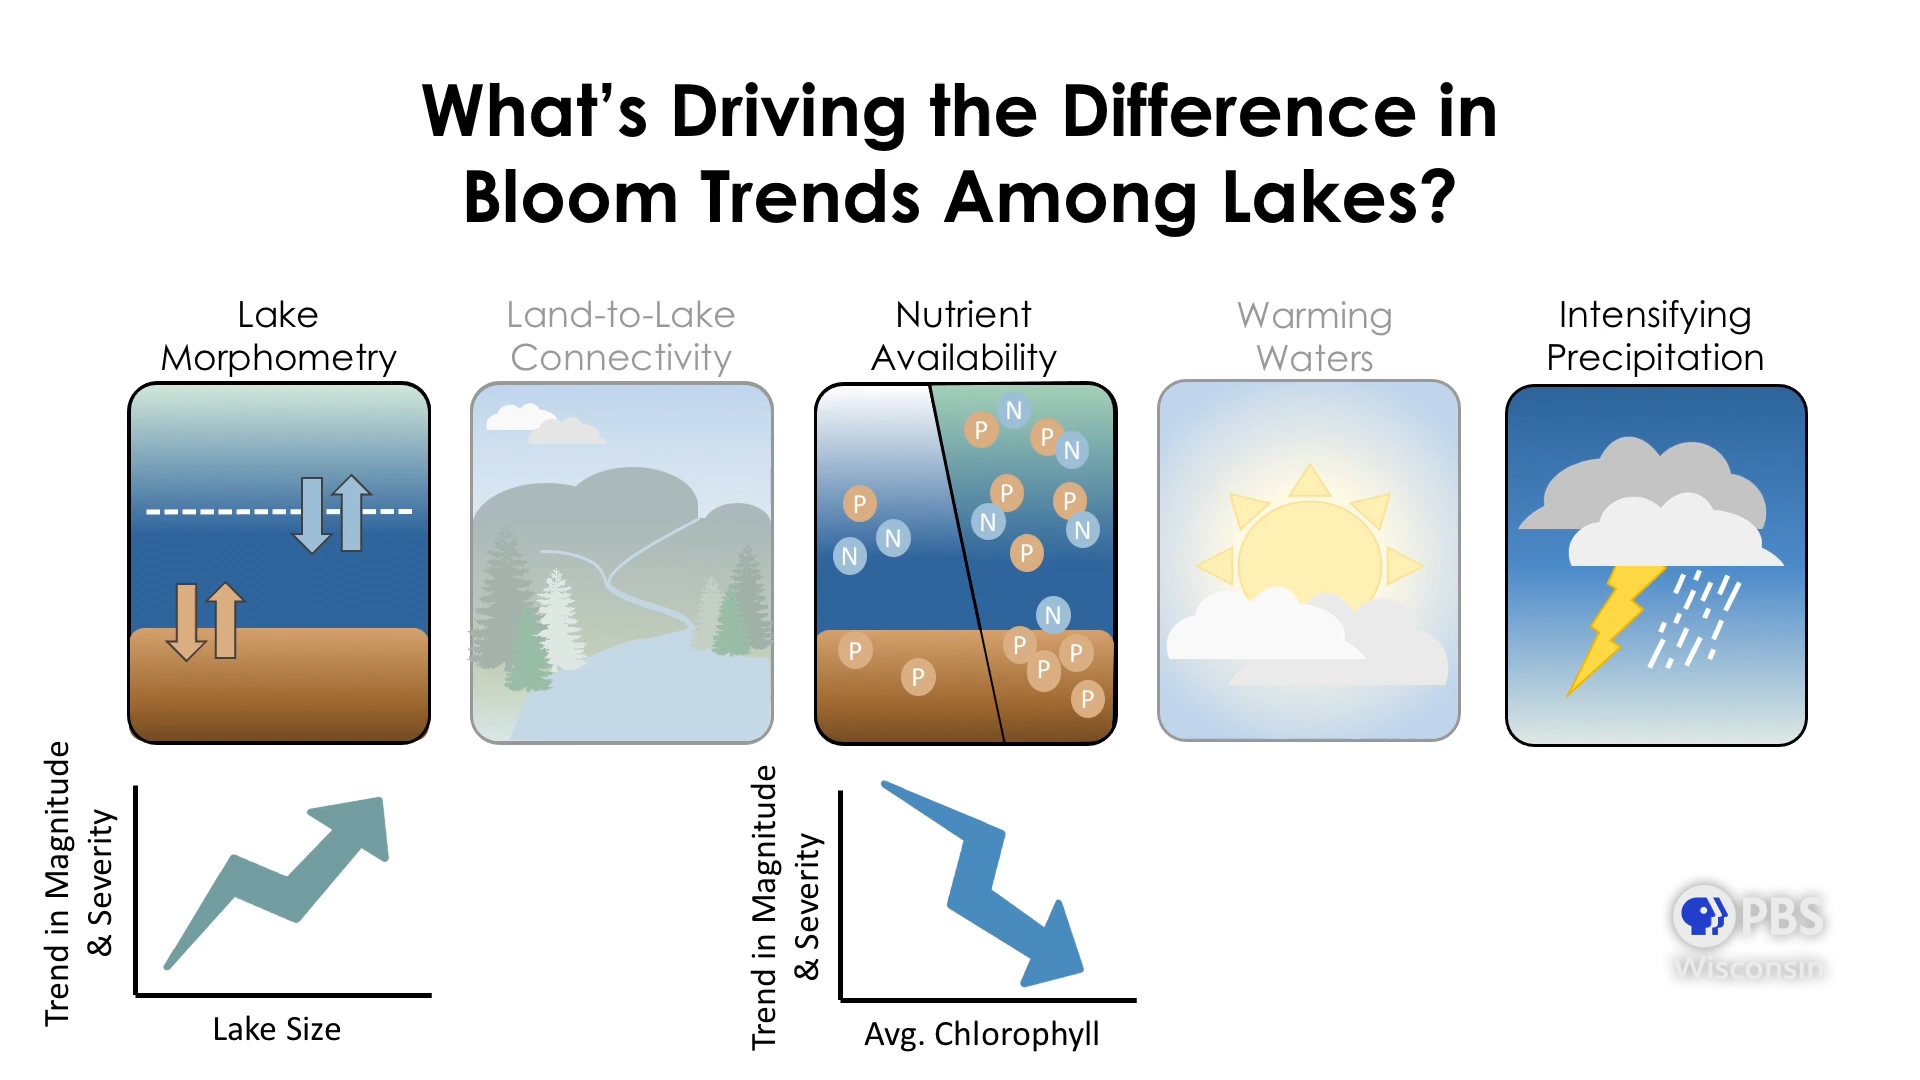 What's Driving the Difference in
Bloom Trends Among Lakes?
Lake
Morphometry
Land-to-Lake
Connectivity
Nutrient
Availability
Warming
Waters
Intensifying
Precipitation
P
N
N
P
P
N
P
N
P
P
N
N
P
N
P
P
P
P
P
Trend in Magnitude
& Severity
Lake Size
Trend in Magnitude
& Severity
Avg. Chlorophyll
PBS
Wisconsin